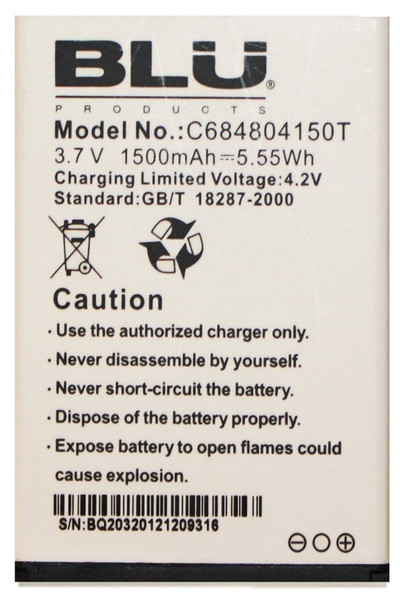 BLU®
PRODUCTS
Model No.:C684804150T
3.7 V 1500mAh=5.55Wh
Charging Limited Voltage:4.2V
Standard:GB/T 18287-2000
Caution
· Use the authorized charger only.
· Never disassemble by yourself.
· Never short-circuit the battery.
· Dispose of the battery properly.
· Expose battery to open flames could
cause explosion.
S/N:BQ20320121209316